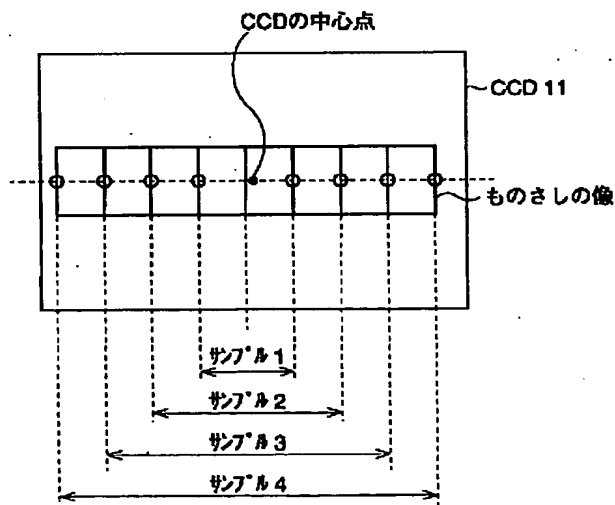 CCDの中心点
CCD 11
ものさしの像
サンプル 1
サンプル 2
サンプル 3
サンプル 4